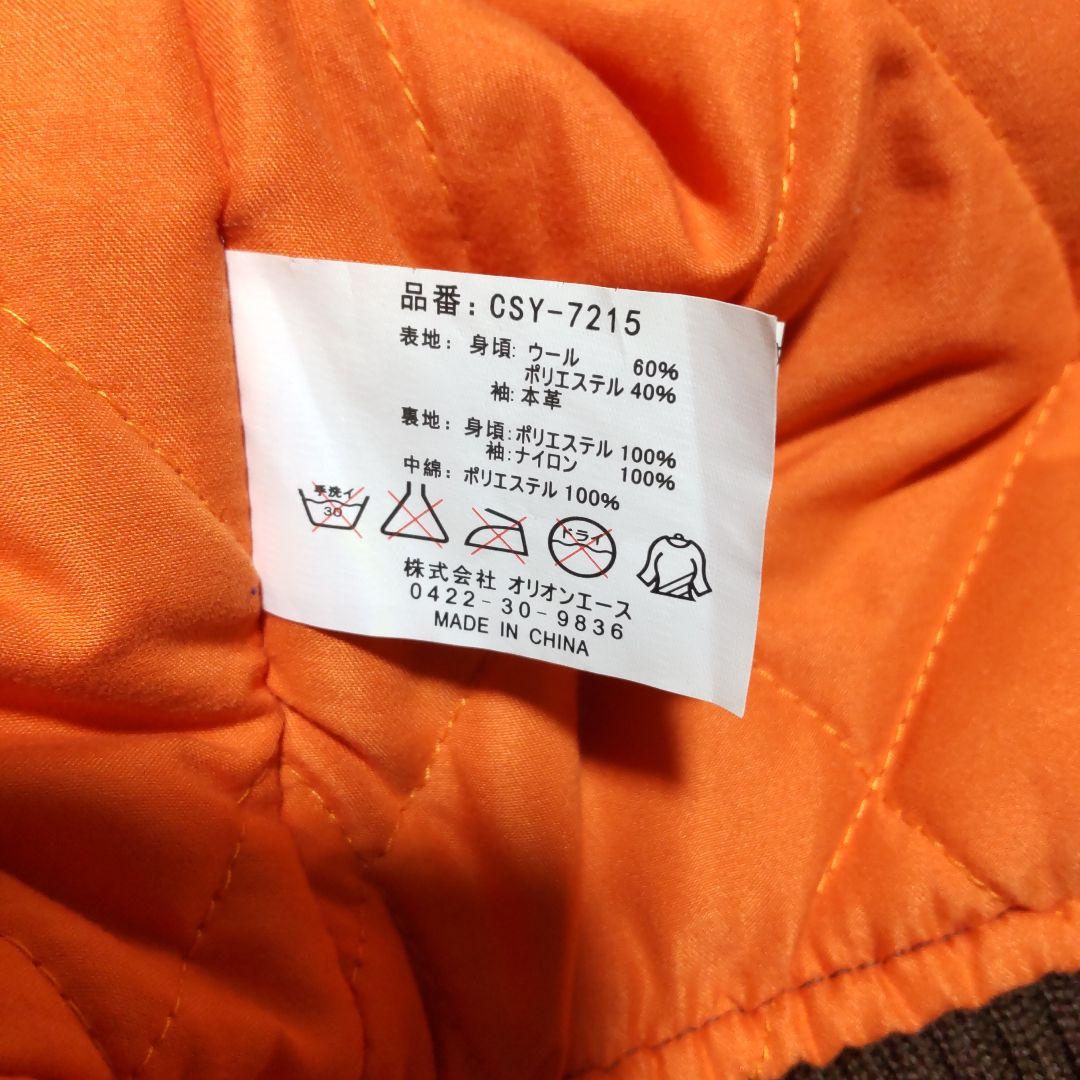 品番: CSY-7215
表地: 身頃: ウール 60%
ポリエステル 40%
袖: 本革
裏地: 身頃: ポリエステル 100%
袖: ナイロン 100%
中綿: ポリエステル 100%
手洗イ 30 ドライ
株式会社 オリオンエース
0422-30-9836
MADE IN CHINA